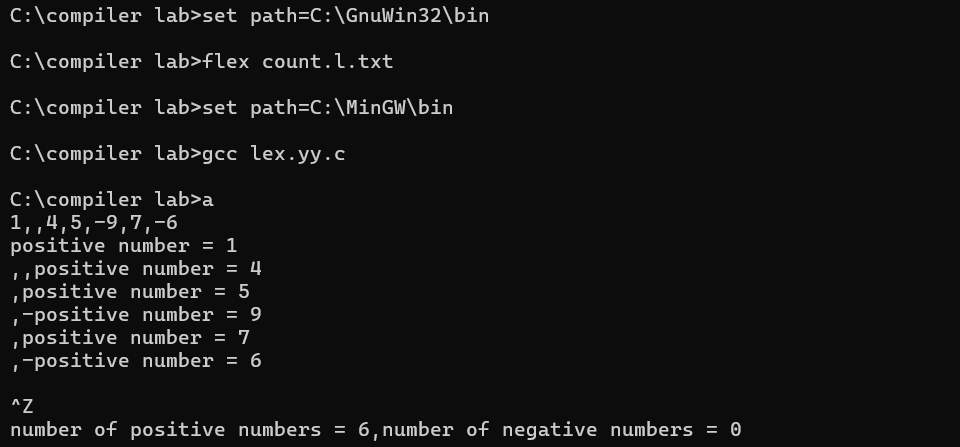 C:\compiler lab>set path=C:\GnuWin32\bin
C:\compiler lab>flex count.l.txt
C:\compiler lab>set path=C:\MinGW\bin
C:\compiler lab>gcc lex.yy.c
C:\compiler lab>a
1,,4,5,-9,7,-6
positive number = 1
,,positive number = 4
,positive number = 5
,-positive number = 9
,positive number = 7
,-positive number = 6
^Z
number of positive numbers = 6,number of negative numbers = 0